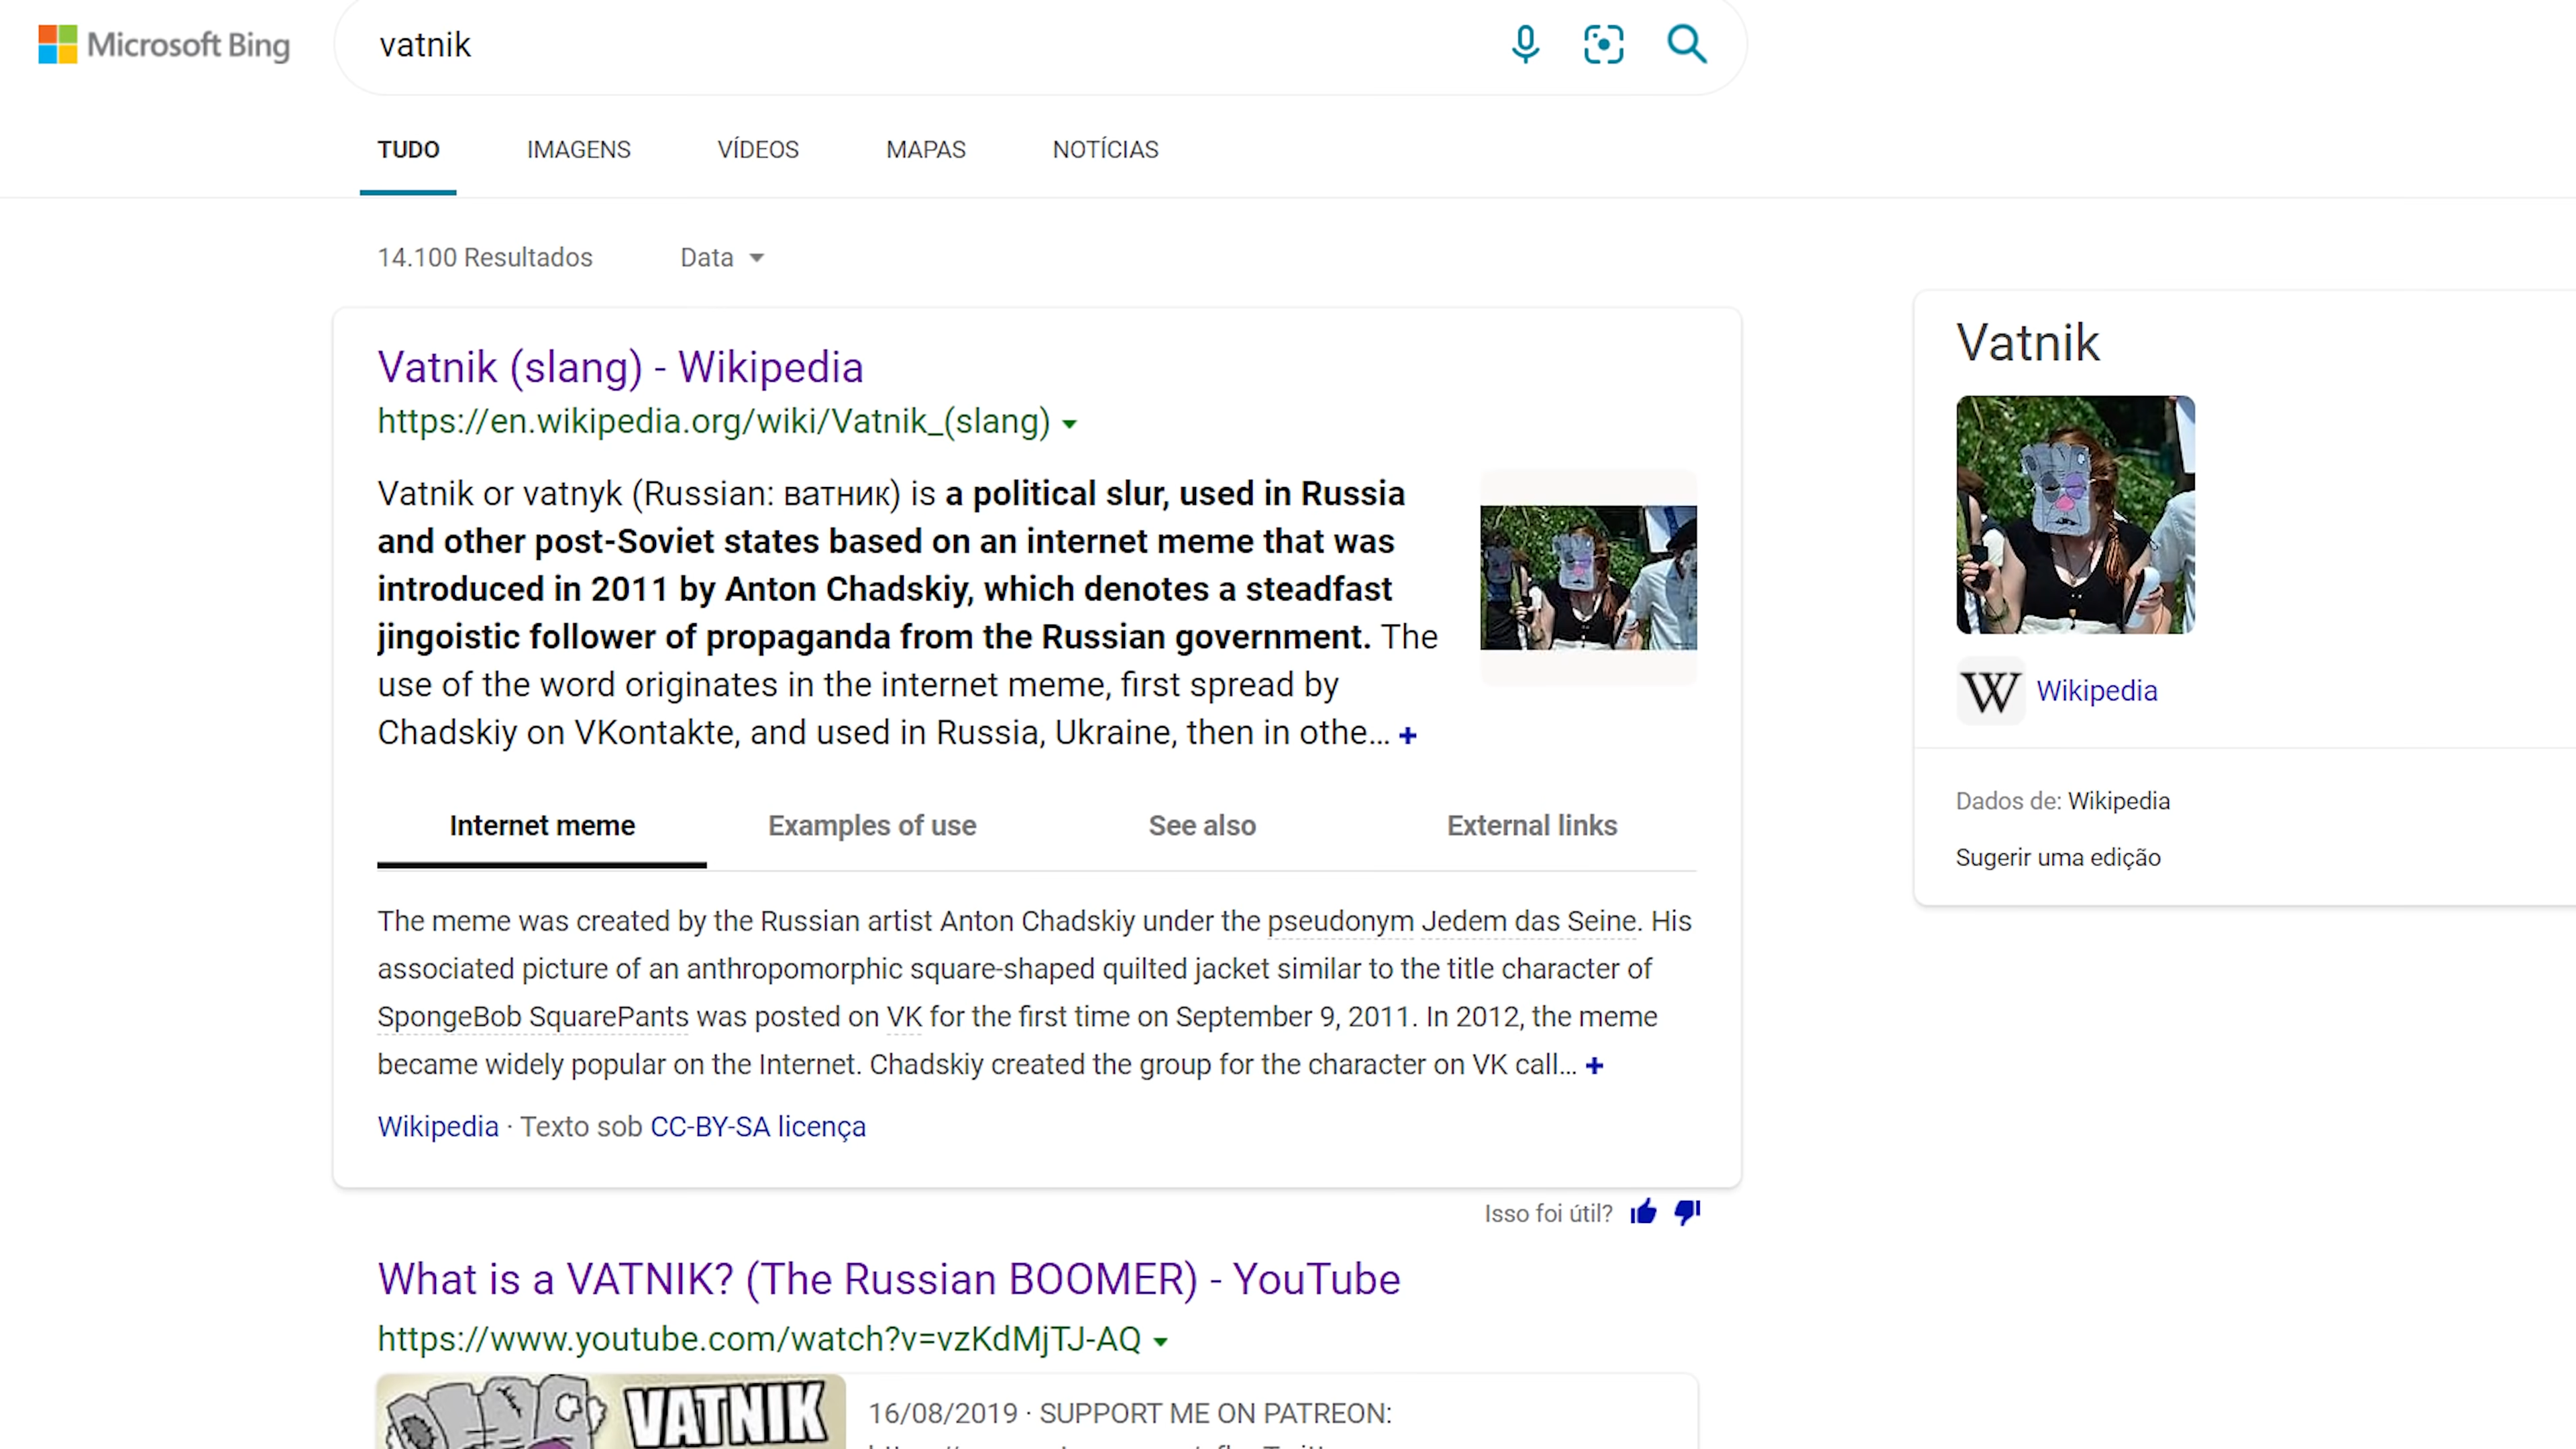 Microsoft Bing
vatnik
TUDO IMAGENS VÍDEOS MAPAS NOTÍCIAS
14.100 Resultados Data
Vatnik (slang) - Wikipedia
https://en.wikipedia.org/wiki/Vatnik_(slang)
Vatnik or vatnyk (Russian: ватник) is a political slur, used in Russia
and other post-Soviet states based on an internet meme that was
introduced in 2011 by Anton Chadskiy, which denotes a steadfast
jingoistic follower of propaganda from the Russian government. The
use of the word originates in the internet meme, first spread by
Chadskiy on VKontakte, and used in Russia, Ukraine, then in othe... +
Internet meme Examples of use See also External links
The meme was created by the Russian artist Anton Chadskiy under the pseudonym Jedem das Seine. His
associated picture of an anthropomorphic square-shaped quilted jacket similar to the title character of
SpongeBob SquarePants was posted on VK for the first time on September 9, 2011. In 2012, the meme
became widely popular on the Internet. Chadskiy created the group for the character on VK call... +
Wikipedia · Texto sob CC-BY-SA licença
Isso foi útil?
What is a VATNIK? (The Russian BOOMER) - YouTube
https://www.youtube.com/watch?v=vzKdMjTJ-AQ
VATNIK
16/08/2019 · SUPPORT ME ON PATREON:
Vatnik
W Wikipedia
Dados de: Wikipedia
Sugerir uma edição